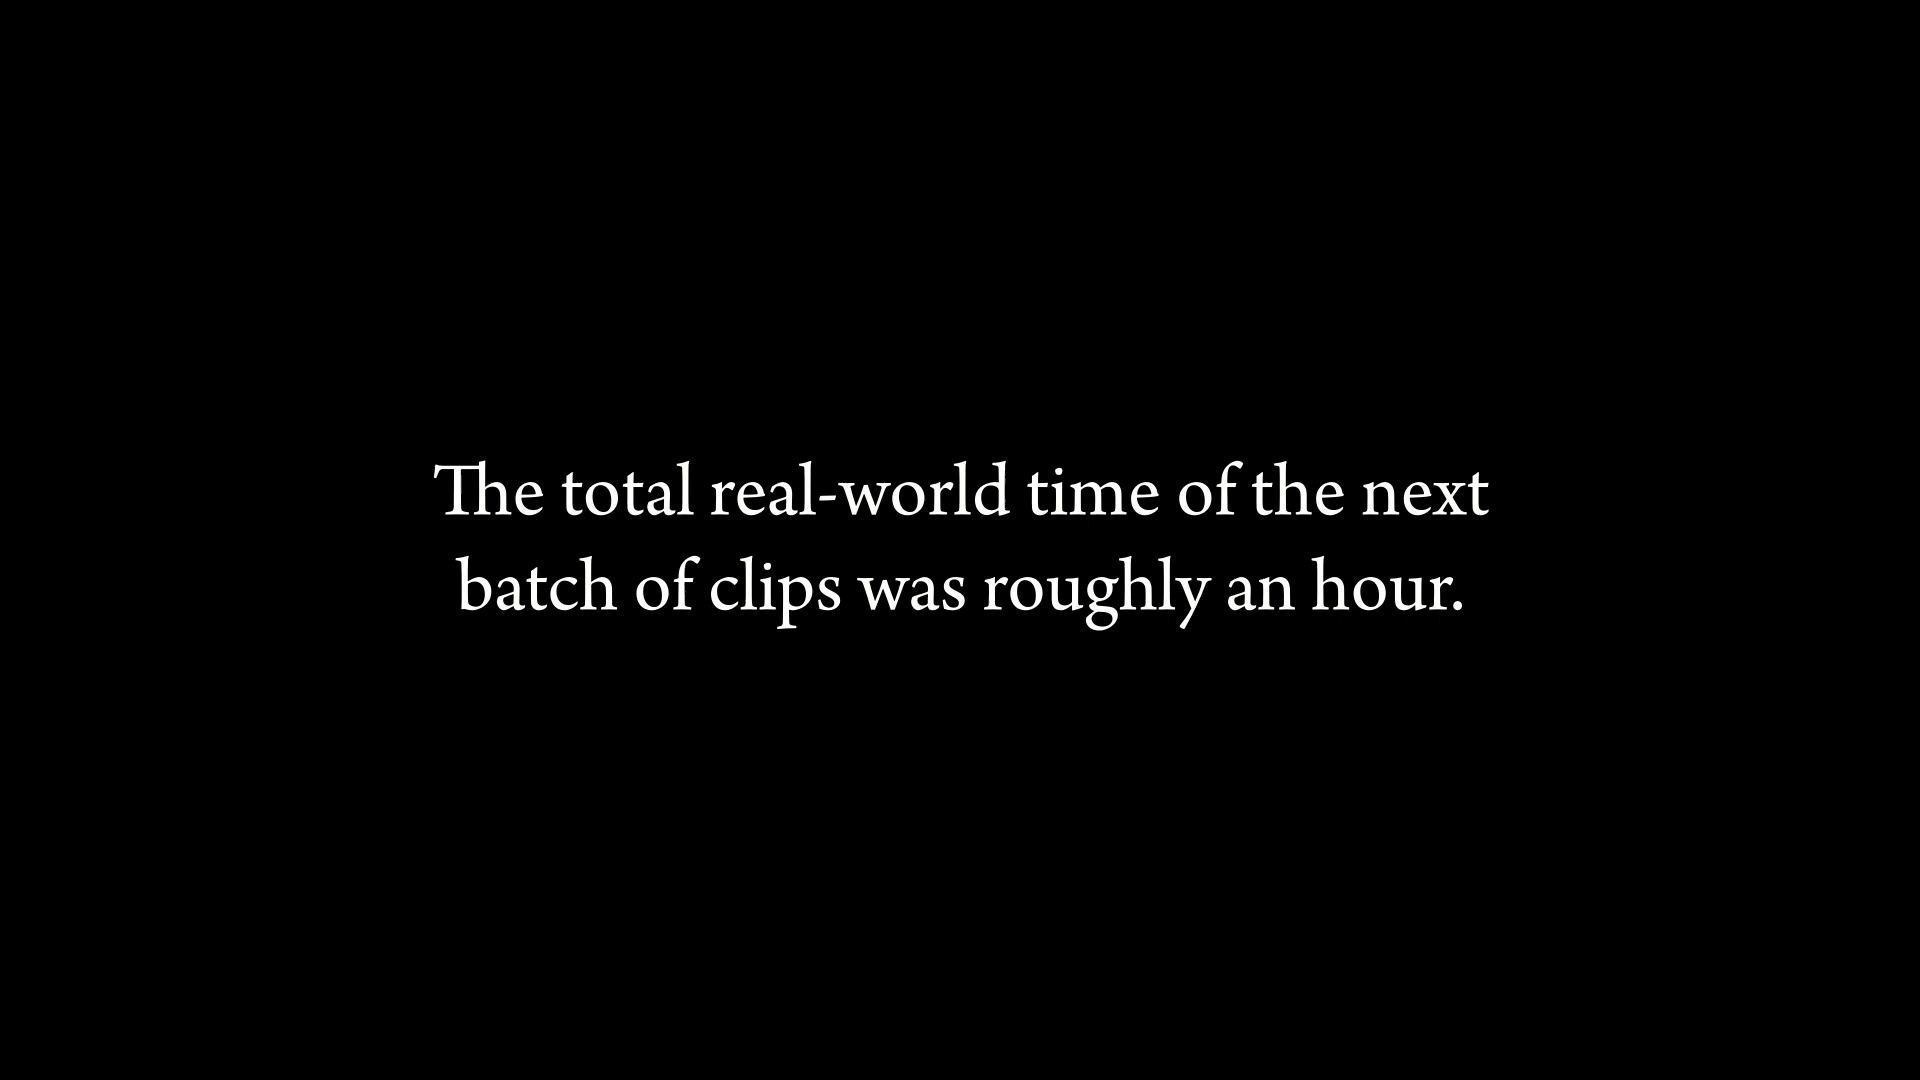 The total real-world time of the next
batch of clips was roughly an hour.